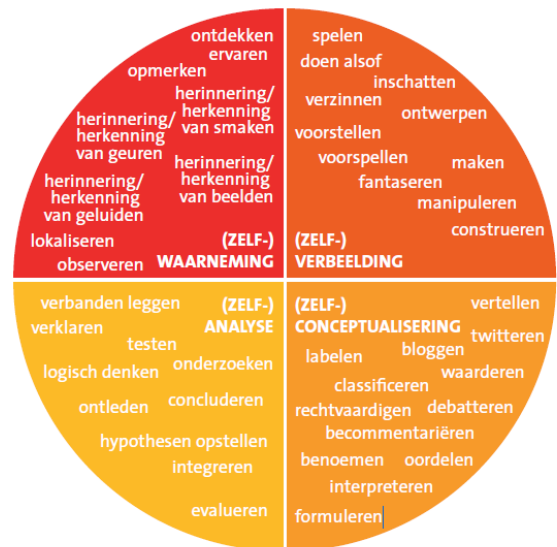 ontdekken
ervaren
opmerken
herinnering/
herkenning
van smaken
herinnering/
herkenning
van geuren
herinnering/
herkenning
van beelden
herinnering/
herkenning
van geluiden
lokaliseren
observeren
(ZELF-)
WAARNEMING
spelen
doen alsof
inschatten
verzinnen
ontwerpen
voorstellen
voorspellen
maken
fantaseren
manipuleren
construeren
(ZELF-)
VERBEELDING
verbanden leggen
(ZELF-)
ANALYSE
verklaren
testen
onderzoeken
logisch denken
concluderen
ontleden
hypothesen opstellen
integreren
evalueren
(ZELF-)
CONCEPTUALISERING
vertellen
twitteren
bloggen
labelen
waarderen
classificeren
rechtvaardigen
debatteren
becommentariëren
benoemen
oordelen
interpreteren
formuleren